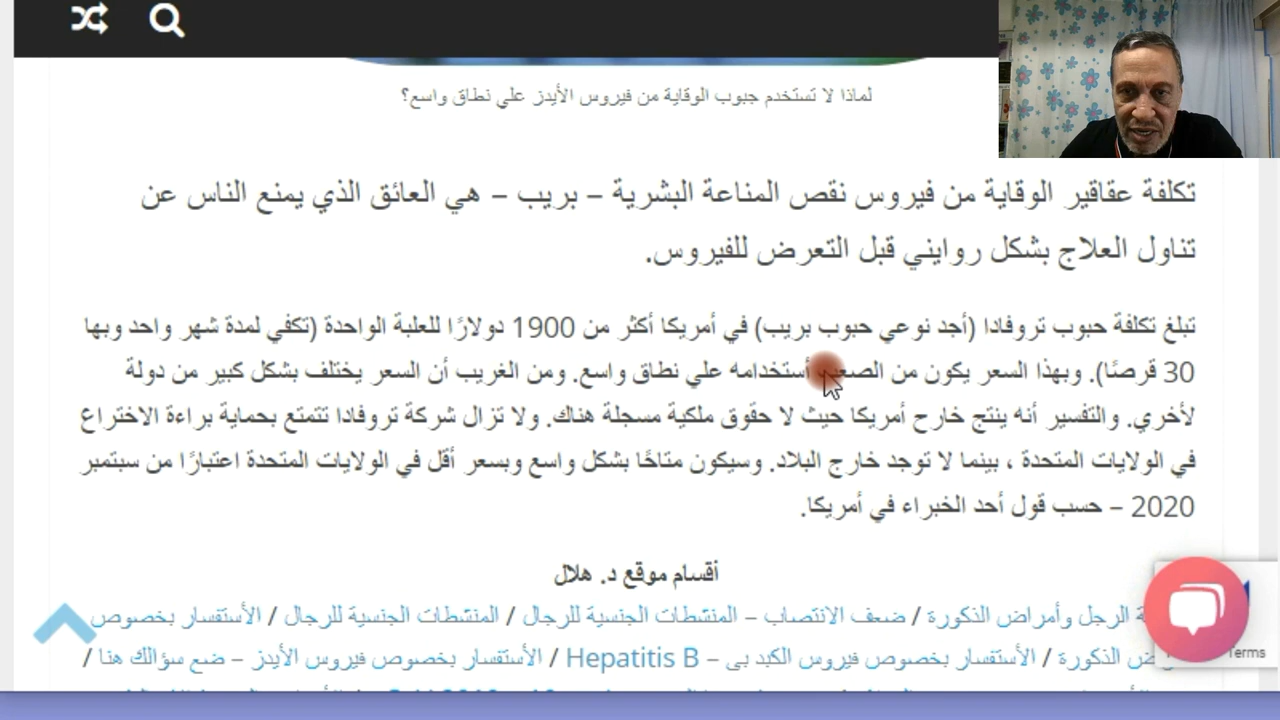 لماذا لا تستخدم جبوب الوقاية من فيروس الأيدز علي نطاق واسع؟
تكلفة عقاقير الوقاية من فيروس نقص المناعة البشرية – بريب – هي العائق الذي يمنع الناس عن
تناول العلاج بشكل روايني قبل التعرض للفيروس.
تبلغ تكلفة حبوب تروفادا (أجد نوعي حبوب بريب) في أمريكا أكثر من 1900 دولارًا للعلبة الواحدة (تكفي لمدة شهر واحد وبها
30 قرصًا). وبهذا السعر يكون من الصعب أستخدامه علي نطاق واسع. ومن الغريب أن السعر يختلف بشكل كبير من دولة
لأخري. والتفسير أنه ينتج خارج أمريكا حيث لا حقوق ملكية مسجلة هناك. ولا تزال شركة تروفادا تتمتع بحماية براءة الاختراع
في الولايات المتحدة ، بينما لا توجد خارج البلاد. وسيكون متاحًا بشكل واسع وبسعر أقل في الولايات المتحدة اعتبارًا من سبتمبر
2020 – حسب قول أحد الخبراء في أمريكا.
أقسام موقع د. هلال
الرجل وأمراض الذكورة / ضعف الانتصاب – المنشطات الجنسية للرجال / المنشطات الجنسية للرجال / الأستفسار بخصوص
الذكورة / الأستفسار بخصوص فيروس الكبد بى – Hepatitis B / الأستفسار بخصوص فيروس الأيدز – ضع سؤالك هنا /
Terms